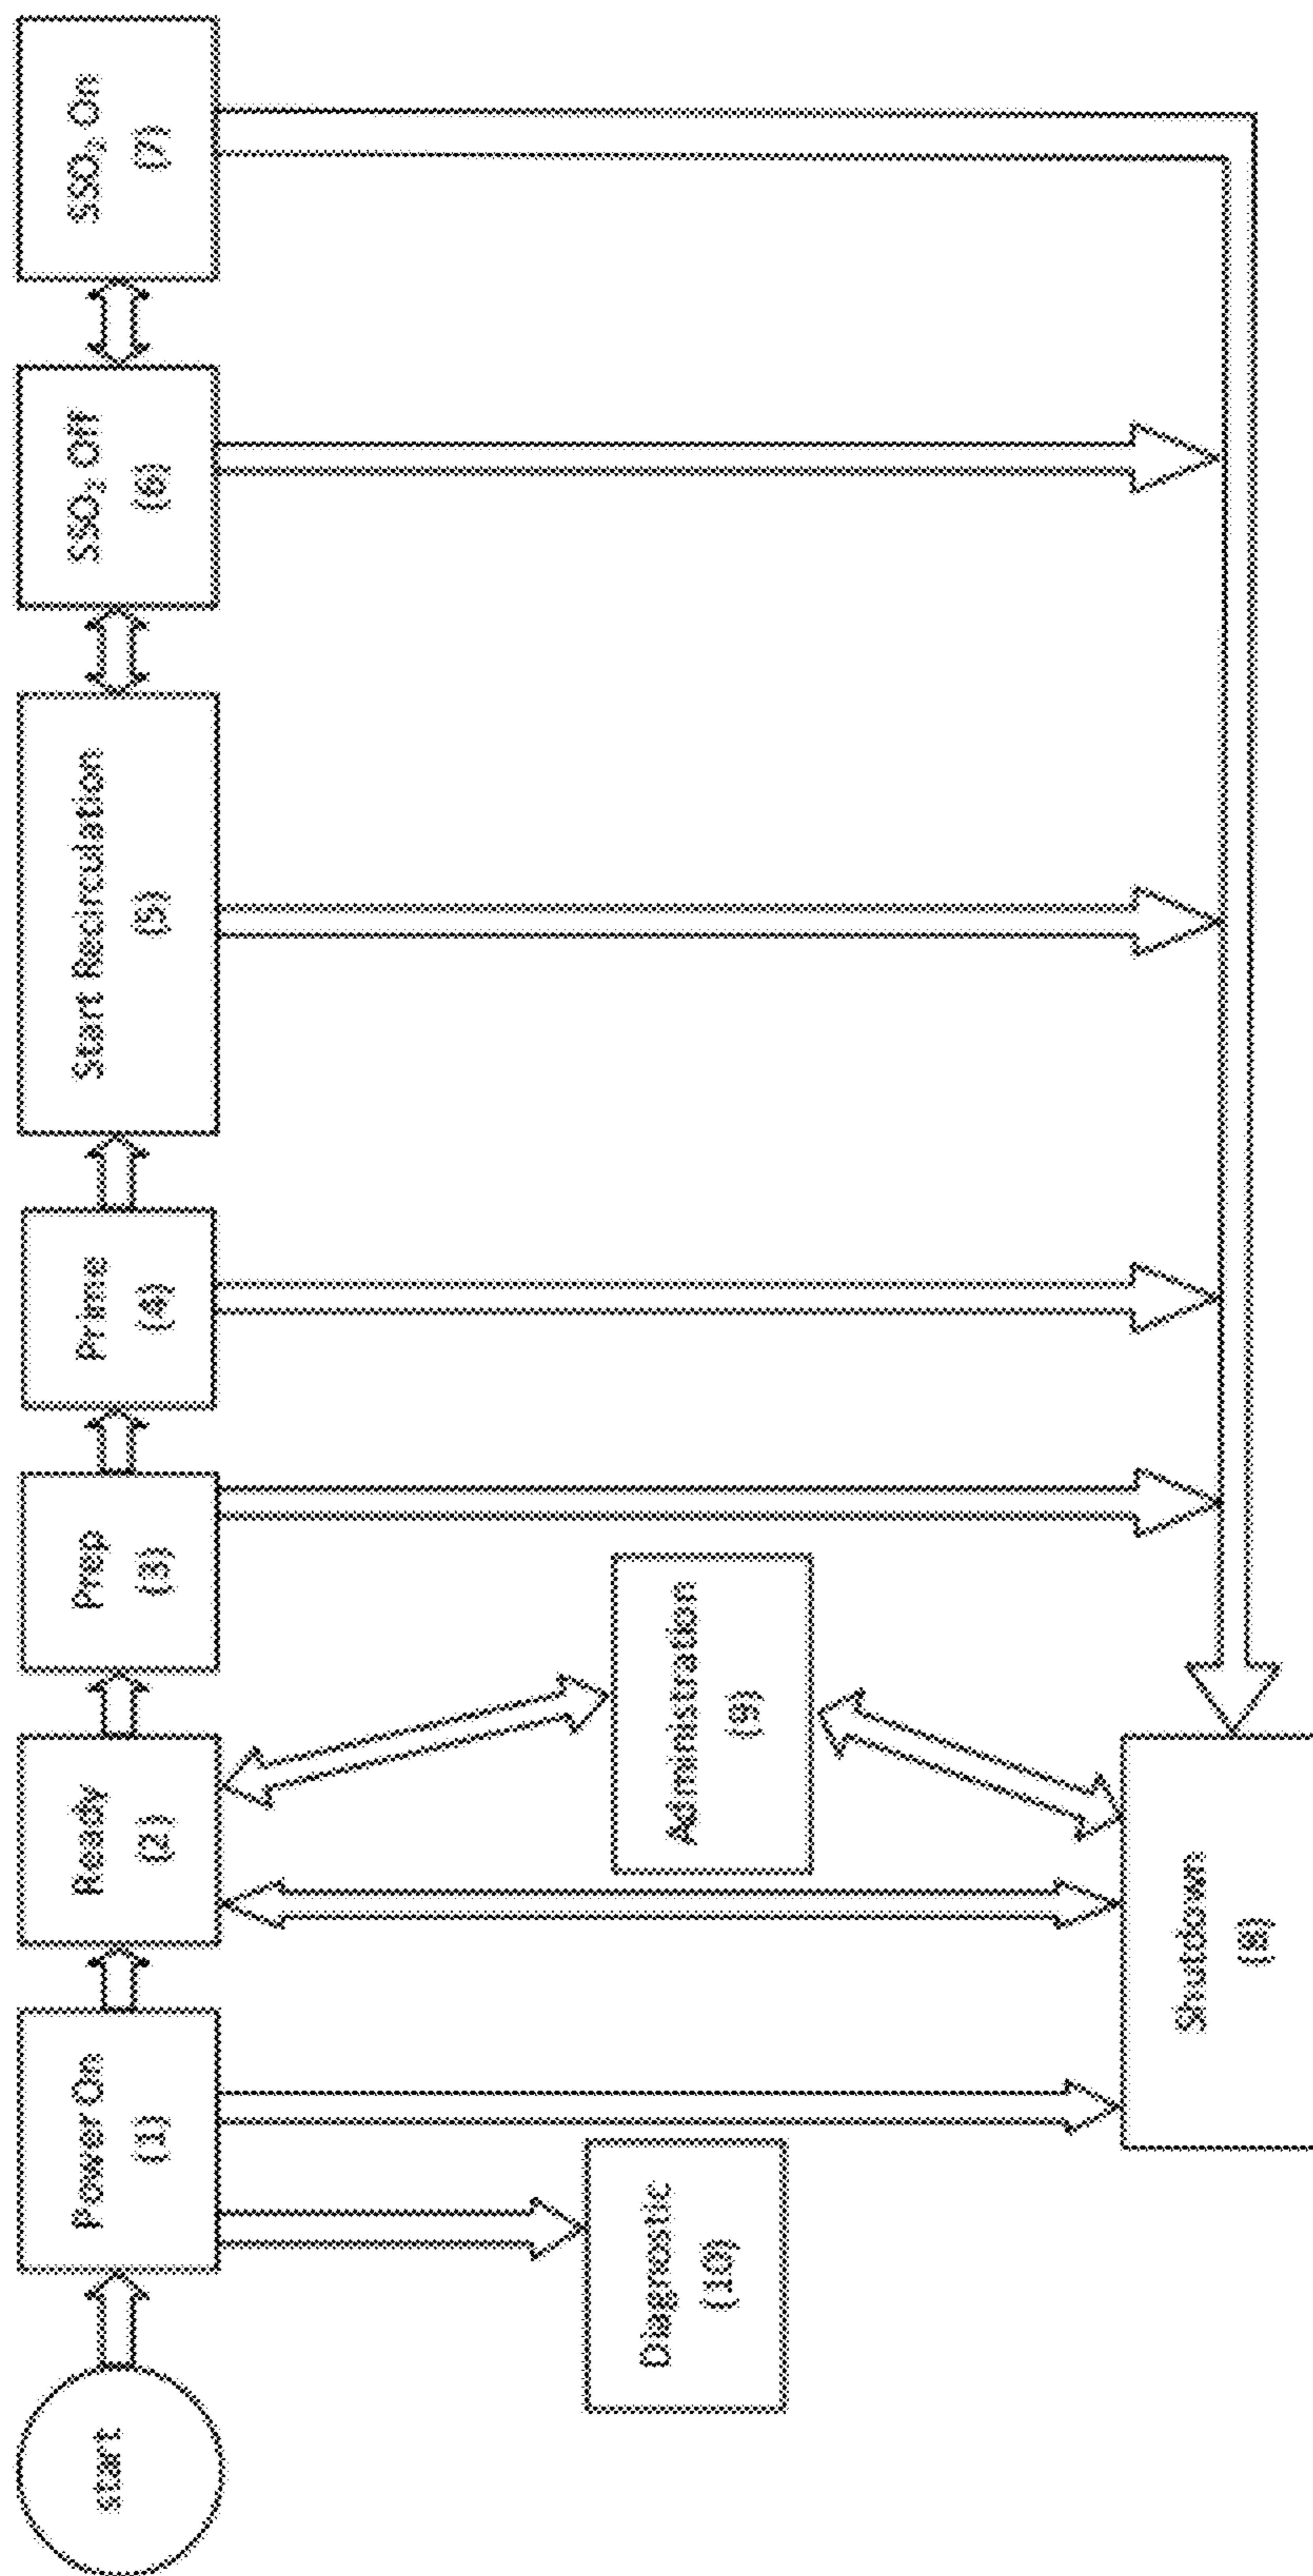 start
Power On
(1)
Ready
(2)
Prep
(3)
Prime
(4)
Start Recirculation
(5)
SSO₂ Off
(6)
SSO₂ On
(7)
Diagnostic
(10)
Administration
(9)
Shutdown
(8)